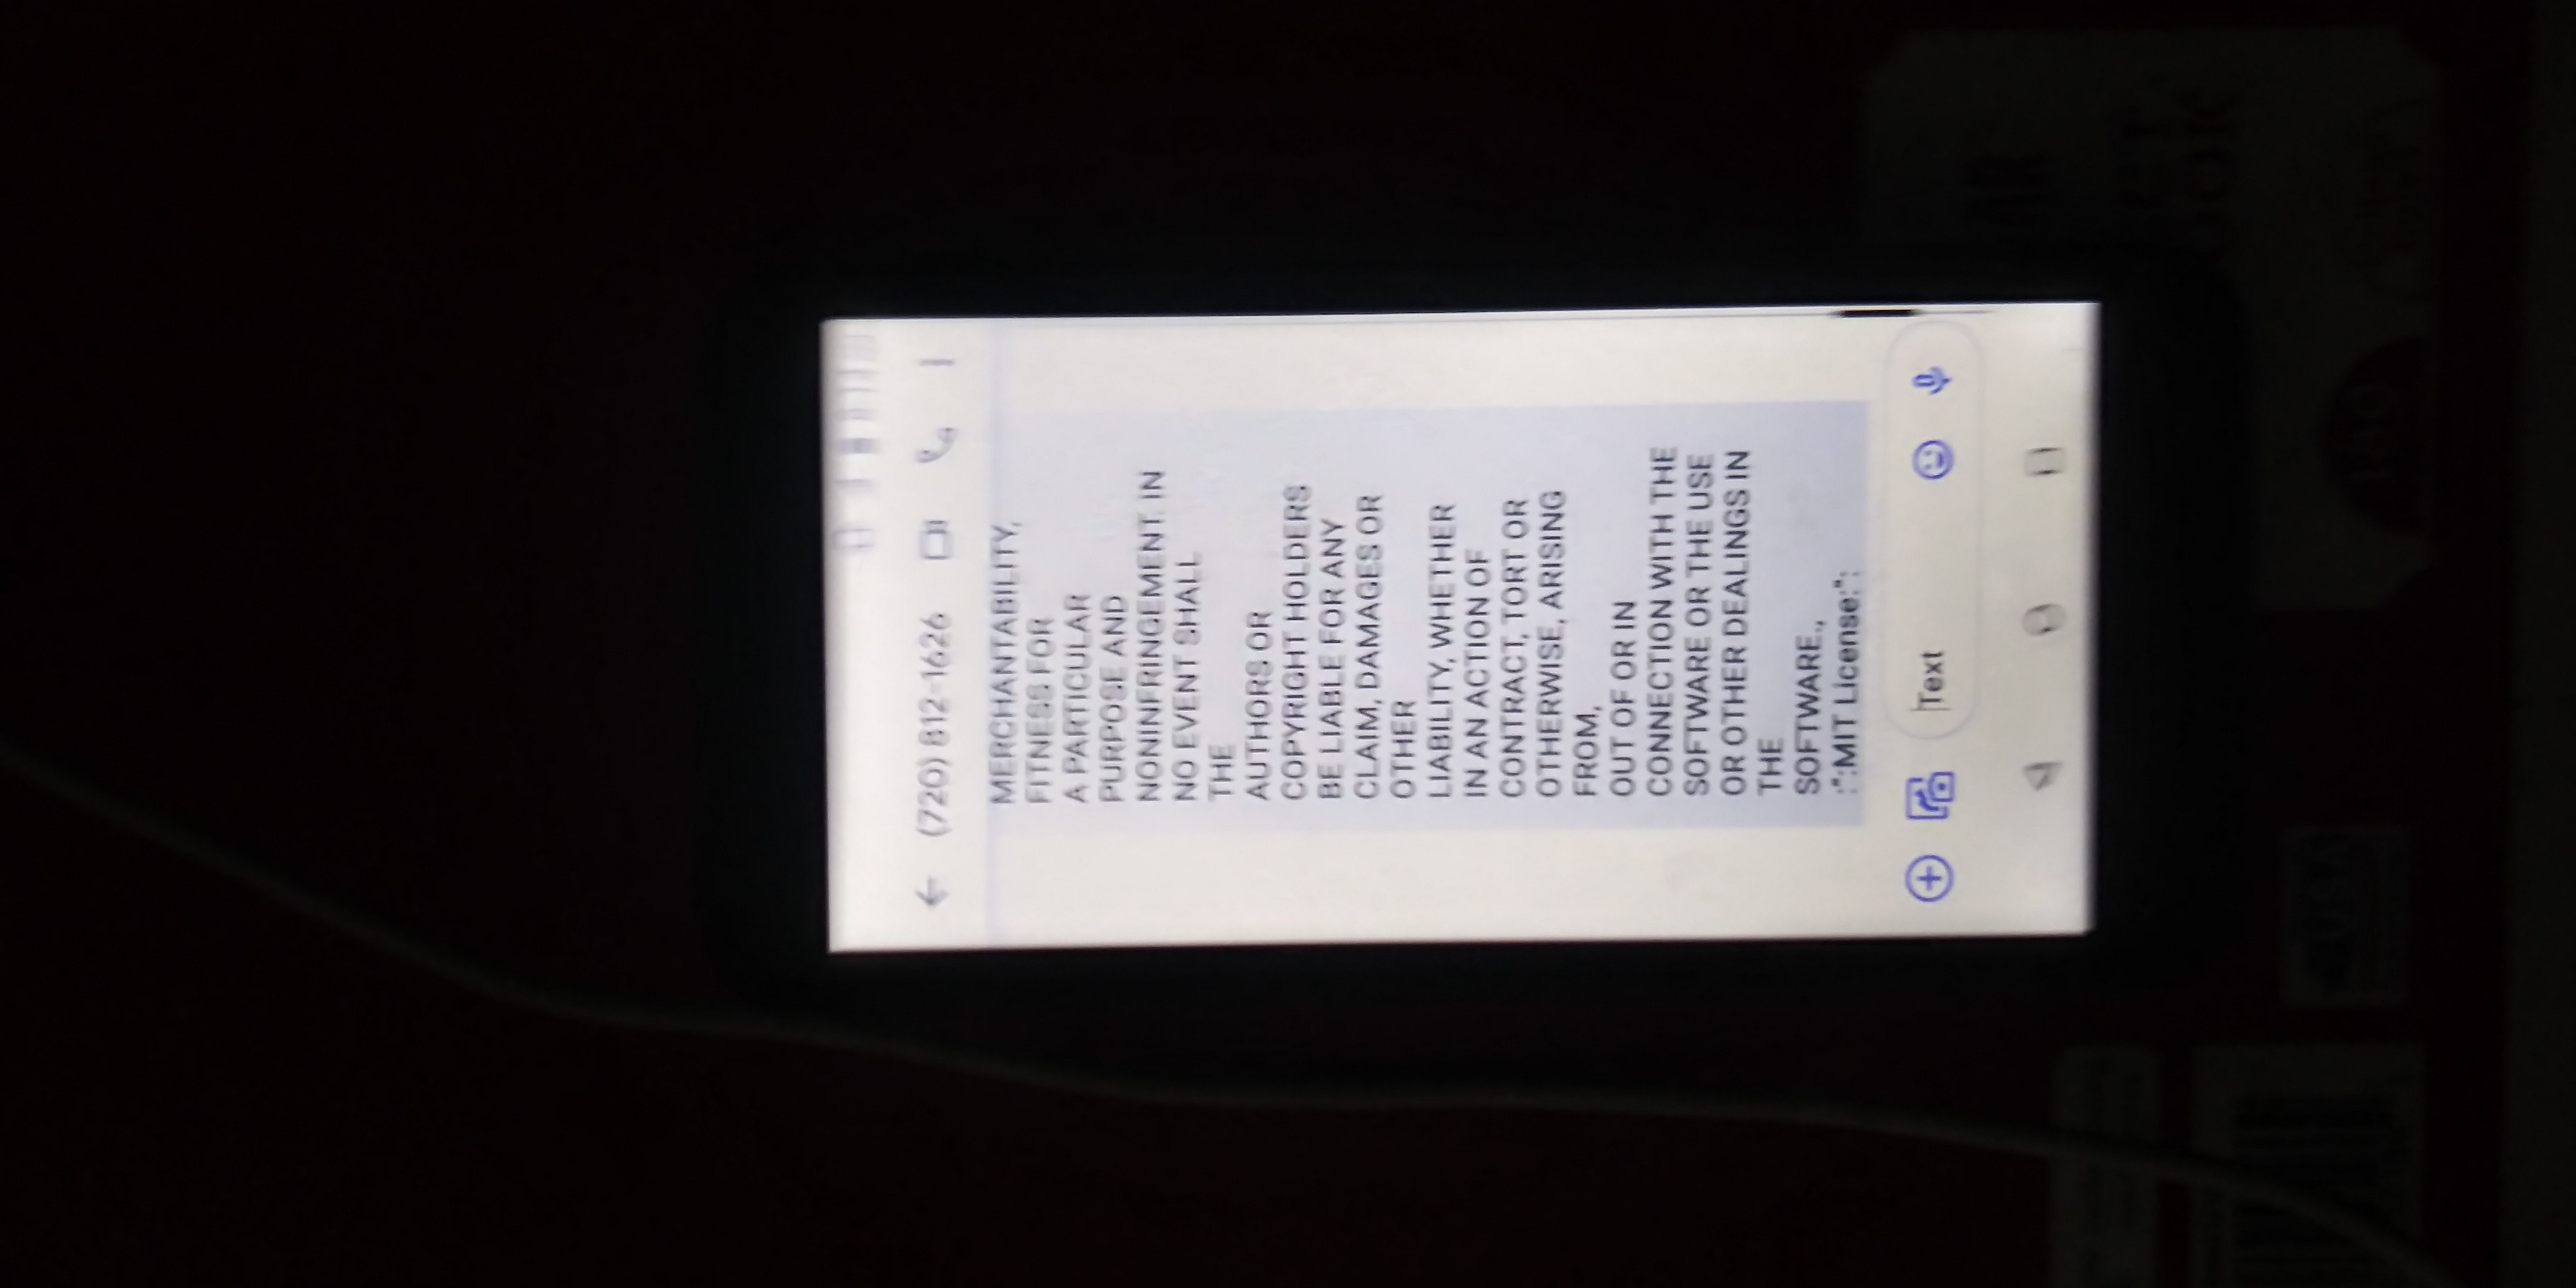 (720) 812-1626
MERCHANTABILITY,
FITNESS FOR
A PARTICULAR
PURPOSE AND
NONINFRINGEMENT. IN
NO EVENT SHALL
THE
AUTHORS OR
COPYRIGHT HOLDERS
BE LIABLE FOR ANY
CLAIM, DAMAGES OR
OTHER
LIABILITY, WHETHER
IN AN ACTION OF
CONTRACT, TORT OR
OTHERWISE, ARISING
FROM,
OUT OF OR IN
CONNECTION WITH THE
SOFTWARE OR THE USE
OR OTHER DEALINGS IN
THE
SOFTWARE.,
:":MIT License:":
Text
USA